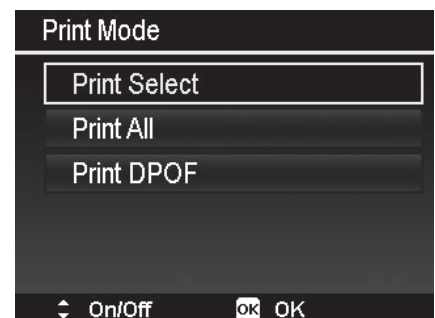 Print Mode
Print Select
Print All
Print DPOF
On/Off OK OK